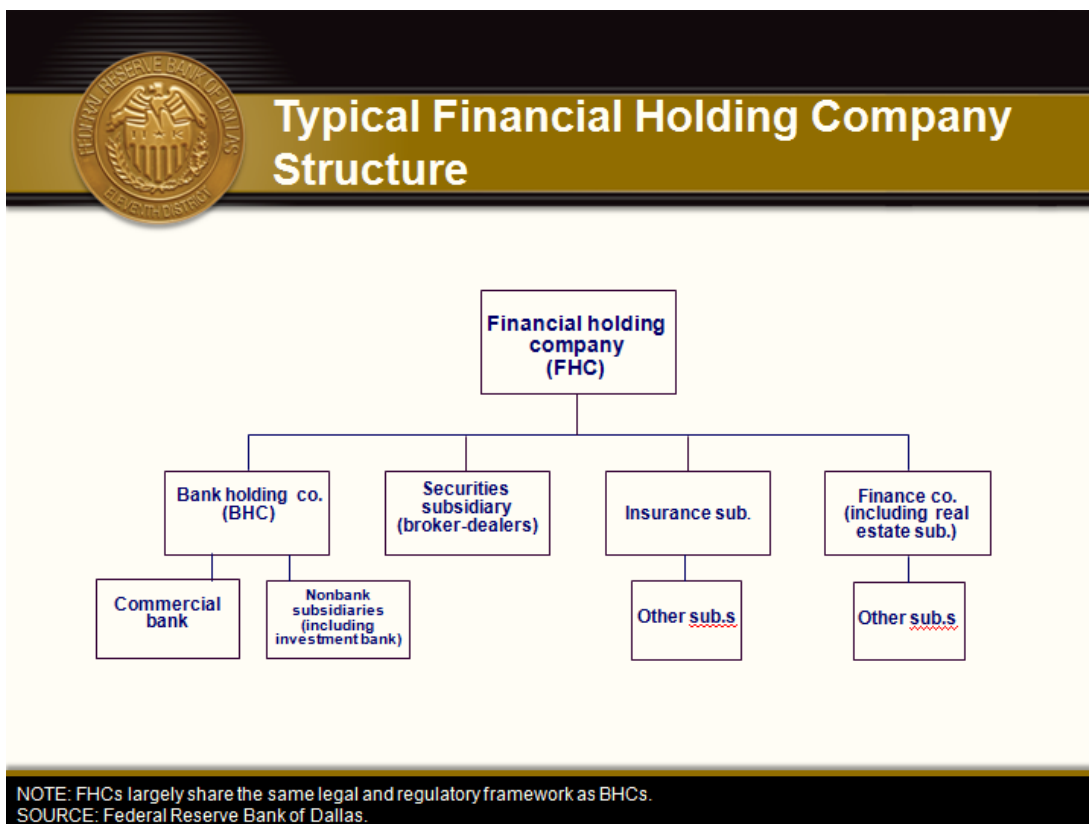 FEDERAL RESERVE BANK OF DALLAS
ELEVENTH DISTRICT
Typical Financial Holding Company
Structure
Financial holding
company
(FHC)
Bank holding co.
(BHC)
Securities
subsidiary
(broker-dealers)
Insurance sub.
Finance co.
(including real
estate sub.)
Commercial
bank
Nonbank
subsidiaries
(including
investment bank)
Other sub.s
Other sub.s
NOTE: FHCs largely share the same legal and regulatory framework as BHCs.
SOURCE: Federal Reserve Bank of Dallas.